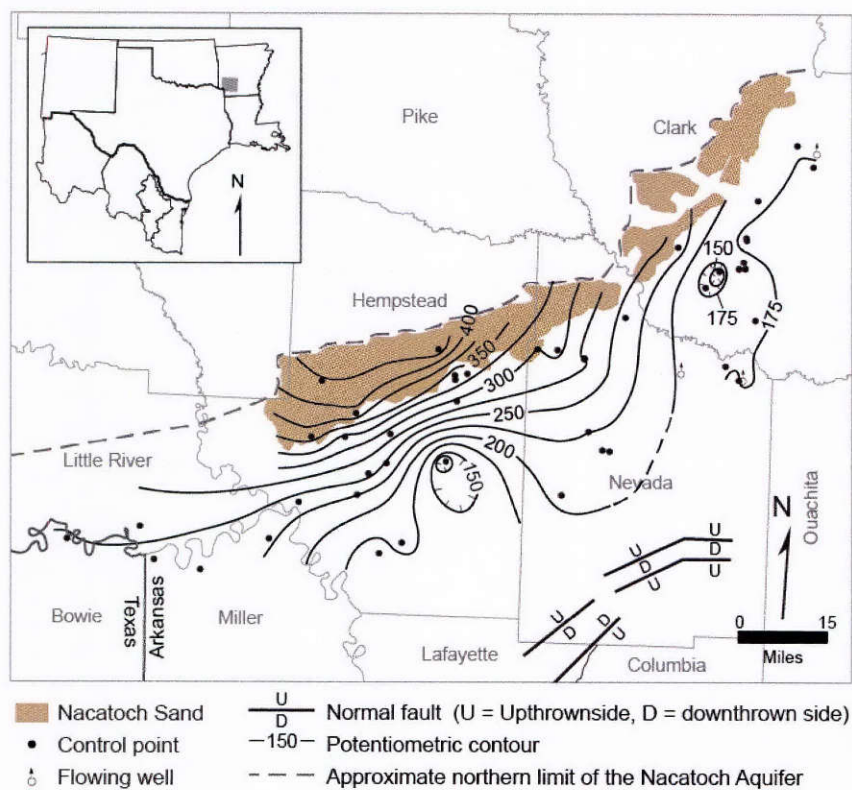 N
Pike
Clark
150
Hempstead
400
175
350
175
300
250
Little River
200
150
Nevada
Ouachita
N
U
D
U
U
D
D
U
U
Texas
Arkansas
U
D
D
U
0 15
Miles
Bowie
Miller
Lafayette
Columbia
Nacatoch Sand
U
D
Normal fault (U = Upthrownside, D = downthrown side)
Control point
150
Potentiometric contour
Flowing well
Approximate northern limit of the Nacatoch Aquifer